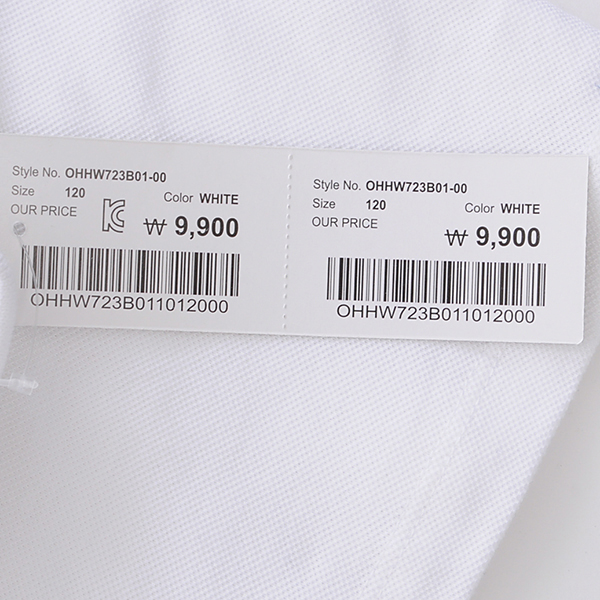 Style No. OHHW723B01-00
Size 120 Color WHITE
OUR PRICE KC ₩ 9,900
OHHW723B011012000
Style No. OHHW723B01-00
Size 120 Color WHITE
OUR PRICE ₩ 9,900
OHHW723B011012000